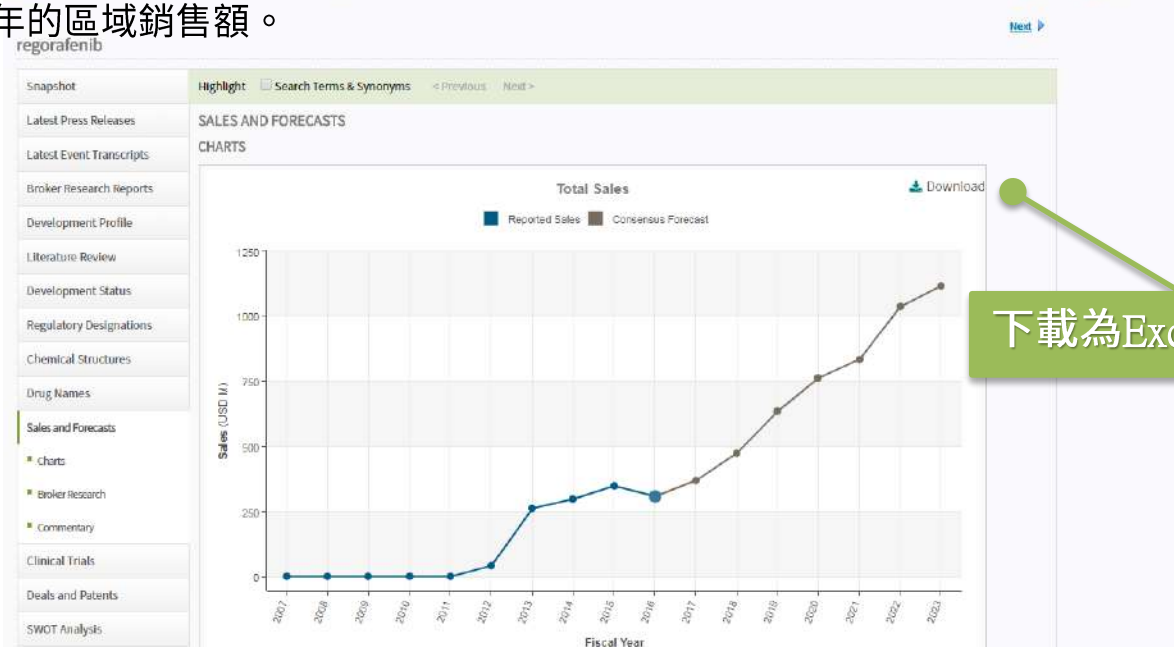 年的區域銷售額。
Next
regorafenib
Snapshot
Highlight Search Terms & Synonyms < Previous Next >
Latest Press Releases
SALES AND FORECASTS
Latest Event Transcripts
CHARTS
Broker Research Reports
Total Sales
Download
Development Profile
Reported Sales Consensus Forecast
Literature Review
Development Status
Regulatory Designations
下載為Exc
Chemical Structures
Drug Names
Sales and Forecasts
Charts
Broker Research
Commentary
Clinical Trials
Deals and Patents
SWOT Analysis
Sales (USD M)
1250
1000
750
500
250
0
2007 2008 2009 2010 2011 2012 2013 2014 2015 2016 2017 2018 2019 2020 2021 2022 2023
Fiscal Year